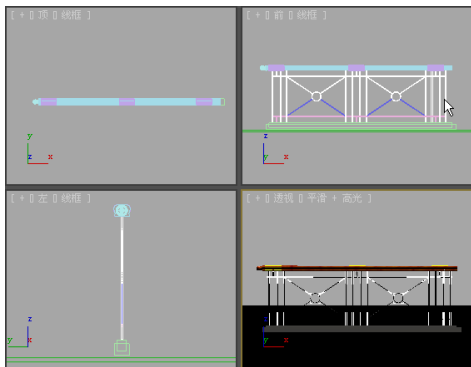 [ + ] 顶 ] 线框 ]
[ + ] 前 ] 线框 ]
y
z x
z
y x
[ + ] 左 ] 线框 ]
[ + ] 透视 ] 平滑 + 高光 ]
z
y x
z
y x